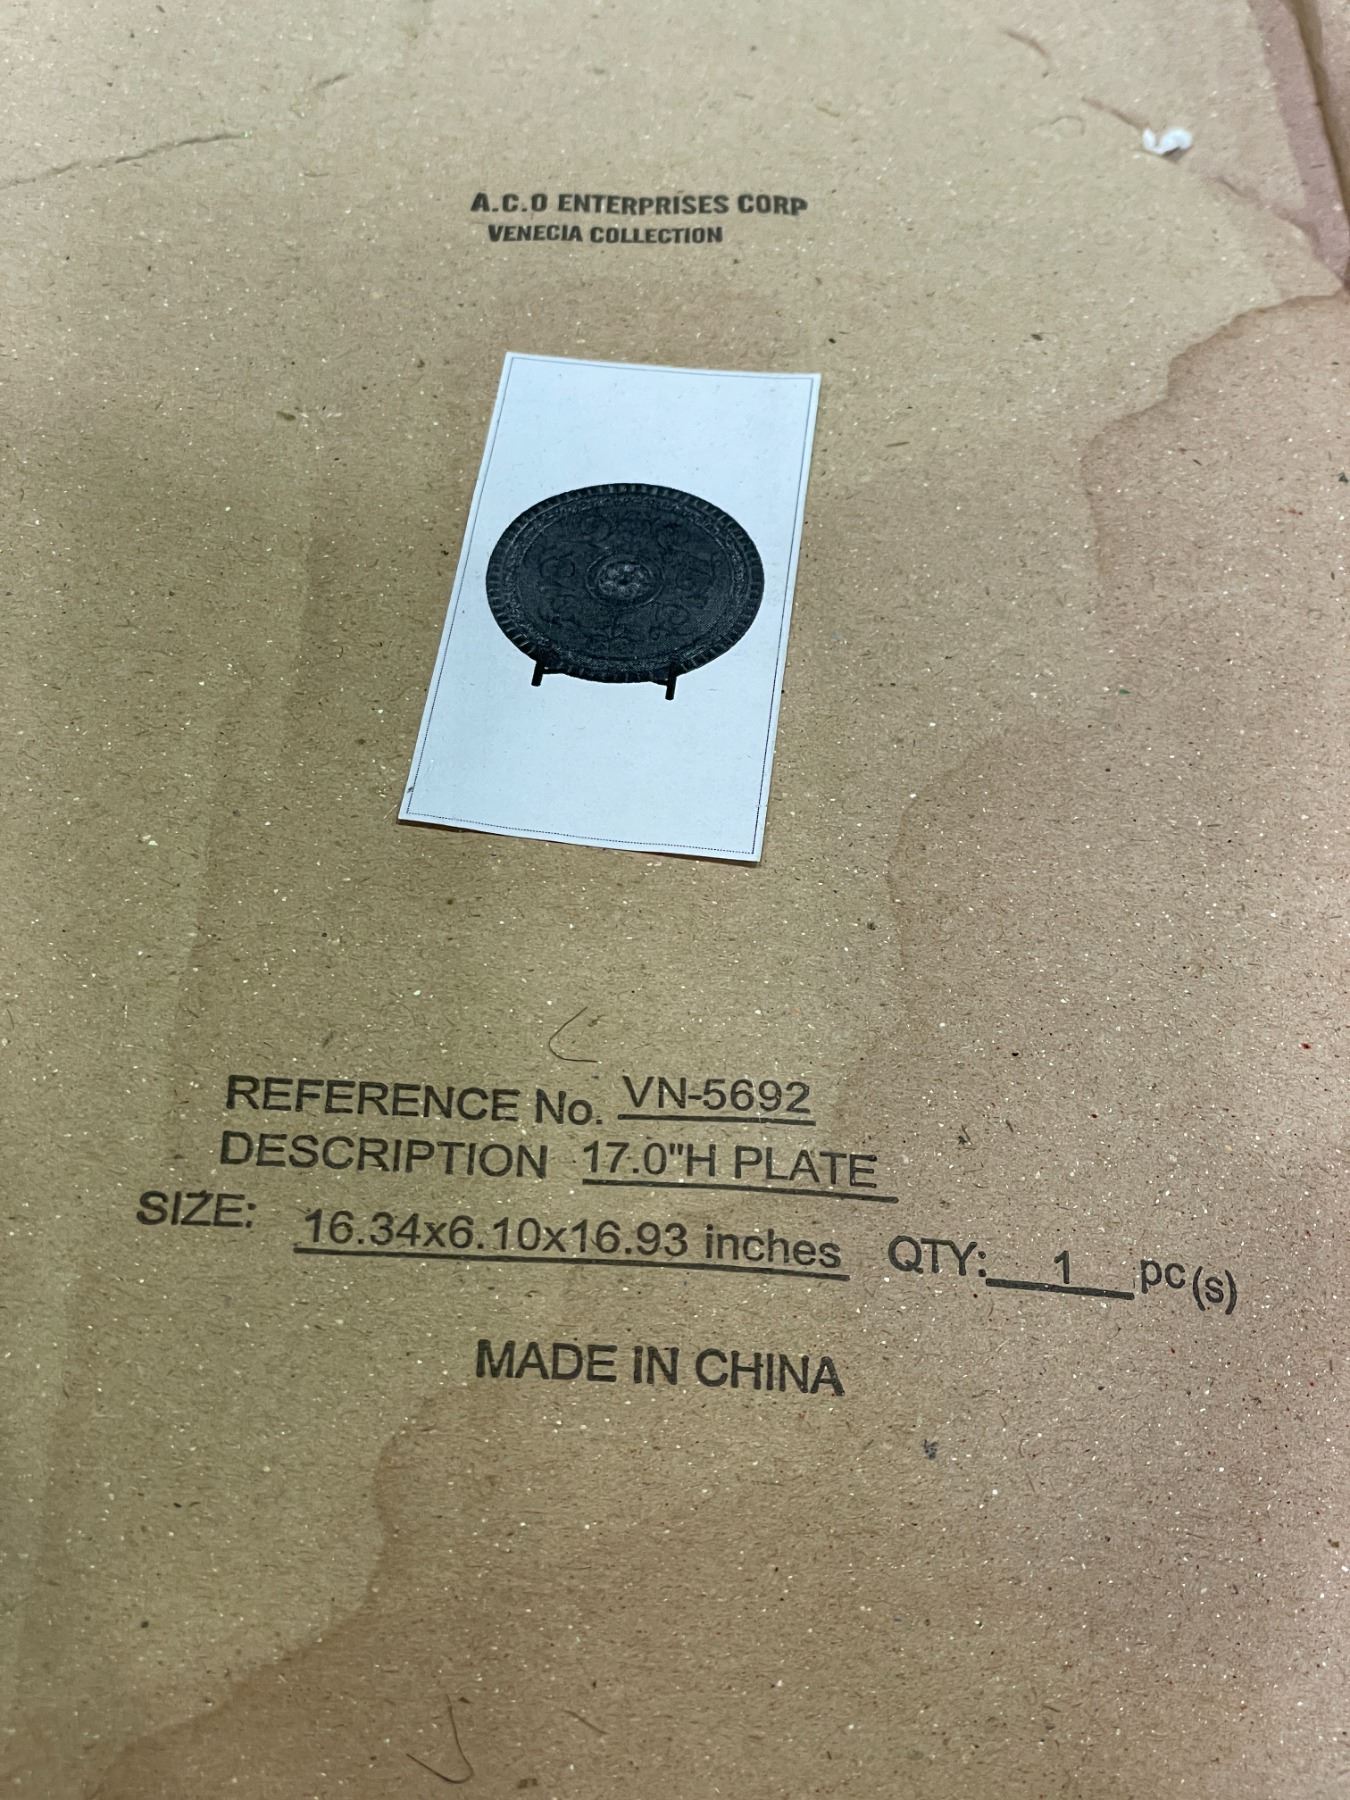 A.C.O ENTERPRISES CORP
VENECIA COLLECTION
REFERENCE No. VN-5692
DESCRIPTION 17.0"H PLATE
SIZE: 16.34x6.10x16.93 inches QTY: 1 pc(s)
MADE IN CHINA